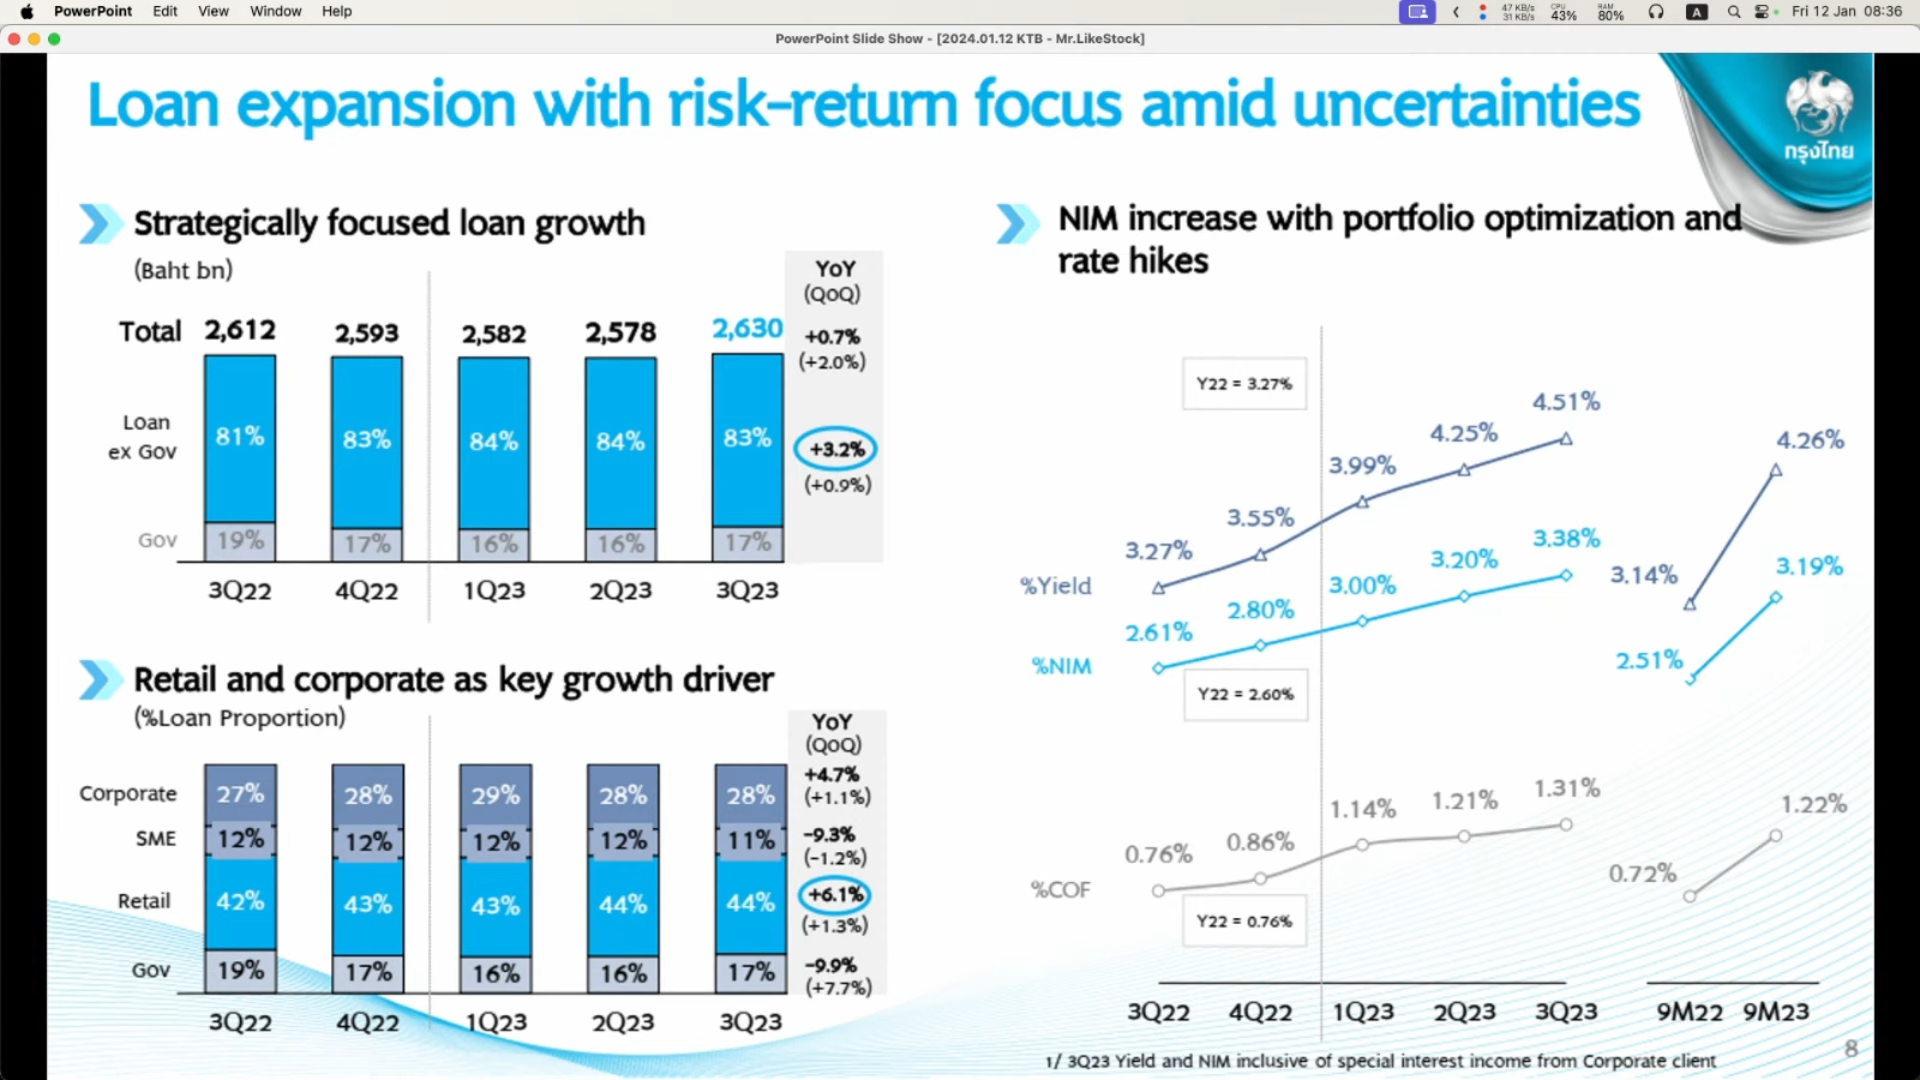 PowerPoint Edit View Window Help
47 KB/s
31 KB/s
CPU
43%
RAM
80%
A
Fri 12 Jan 08:36
PowerPoint Slide Show - [2024.01.12 KTB - Mr.LikeStock]
Loan expansion with risk-return focus amid uncertainties
กรุงไทย
Strategically focused loan growth
(Baht bn)
YoY
(QoQ)
Total 2,612 2,593 2,582 2,578 2,630
+0.7%
(+2.0%)
Loan
ex Gov
81% 83% 84% 84% 83%
+3.2%
(+0.9%)
Gov 19% 17% 16% 16% 17%
3Q22 4Q22 1Q23 2Q23 3Q23
Retail and corporate as key growth driver
(%Loan Proportion)
YoY
(QoQ)
Corporate 27% 28% 29% 28% 28%
+4.7%
(+1.1%)
SME 12% 12% 12% 12% 11%
-9.3%
(-1.2%)
Retail 42% 43% 43% 44% 44%
+6.1%
(+1.3%)
Gov 19% 17% 16% 16% 17%
-9.9%
(+7.7%)
3Q22 4Q22 1Q23 2Q23 3Q23
NIM increase with portfolio optimization and
rate hikes
Y22 = 3.27%
%Yield 3.27% 3.55% 3.99% 4.25% 4.51% 3.14% 4.26%
%NIM 2.61% 2.80% 3.00% 3.20% 3.38% 2.51% 3.19%
Y22 = 2.60%
%COF 0.76% 0.86% 1.14% 1.21% 1.31% 0.72% 1.22%
Y22 = 0.76%
3Q22 4Q22 1Q23 2Q23 3Q23 9M22 9M23
1/ 3Q23 Yield and NIM inclusive of special interest income from Corporate client
8